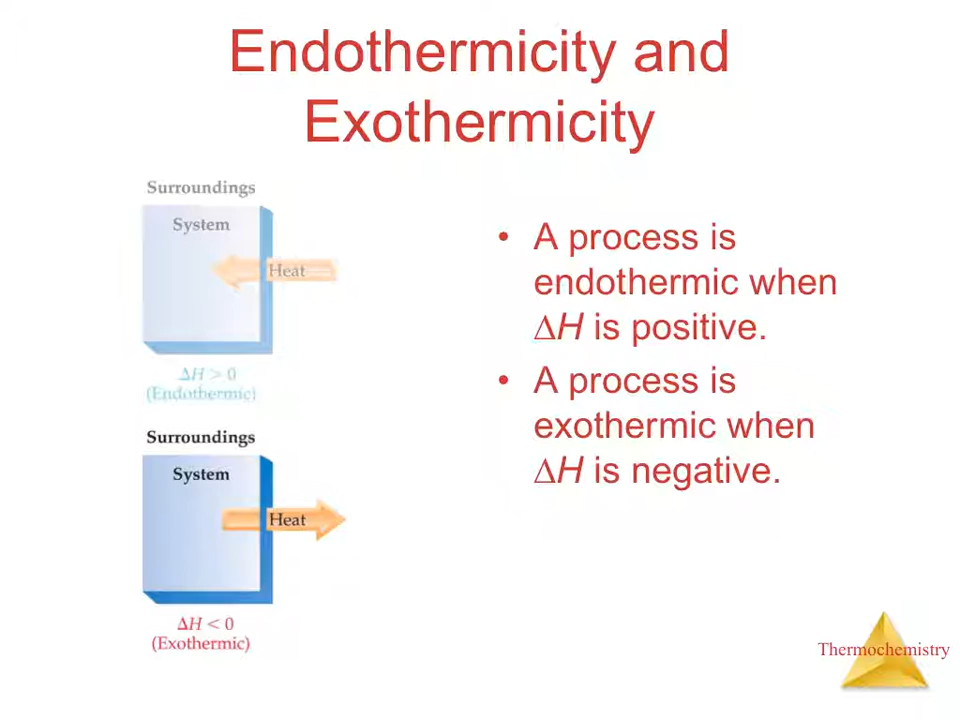 Endothermicity and
Exothermicity
Surroundings
System
Heat
ΔH > 0
(Endothermic)
Surroundings
System
Heat
ΔH < 0
(Exothermic)
• A process is
endothermic when
ΔH is positive.
• A process is
exothermic when
ΔH is negative.
Thermochemistry